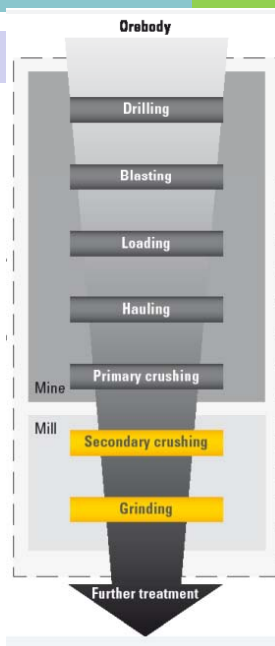 Orebody
Drilling
Blasting
Loading
Hauling
Primary crushing
Mine
Mill
Secondary crushing
Grinding
Further treatment